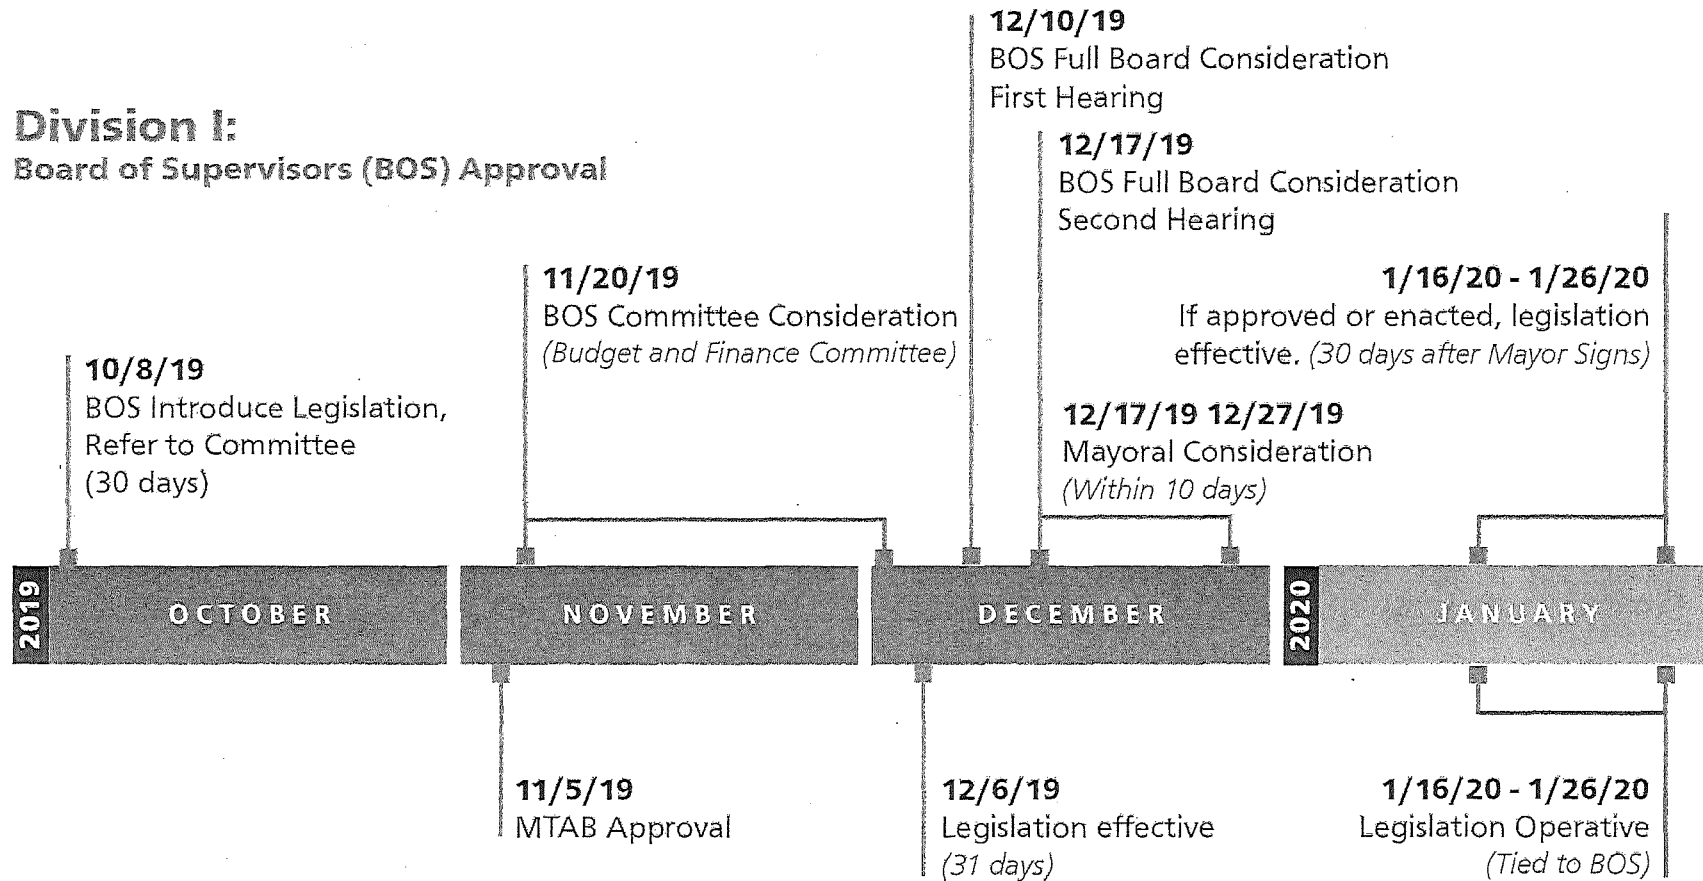 Division I:
Board of Supervisors (BOS) Approval
12/10/19
BOS Full Board Consideration
First Hearing
12/17/19
BOS Full Board Consideration
Second Hearing
11/20/19
BOS Committee Consideration
(Budget and Finance Committee)
1/16/20 - 1/26/20
If approved or enacted, legislation
effective. (30 days after Mayor Signs)
10/8/19
BOS Introduce Legislation,
Refer to Committee
(30 days)
12/17/19 12/27/19
Mayoral Consideration
(Within 10 days)
2019
OCTOBER
NOVEMBER
DECEMBER
2020
JANUARY
11/5/19
MTAB Approval
12/6/19
Legislation effective
(31 days)
1/16/20 - 1/26/20
Legislation Operative
(Tied to BOS)